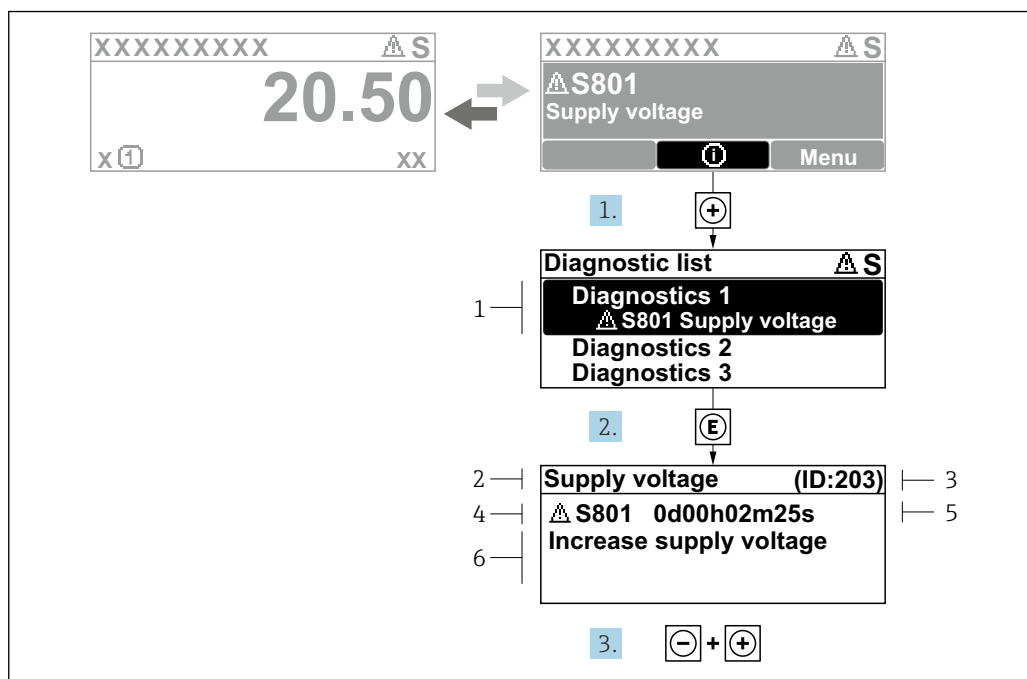 XXXXXXXXX ⚠ S
20.50
X 1 XX
XXXXXXXXX ⚠ S
⚠ S801
Supply voltage
i Menu
1. +
Diagnostic list ⚠ S
1 Diagnostics 1
⚠ S801 Supply voltage
Diagnostics 2
Diagnostics 3
2. E
2 Supply voltage (ID:203) 3
4 ⚠ S801 0d00h02m25s 5
6 Increase supply voltage
3. - + +